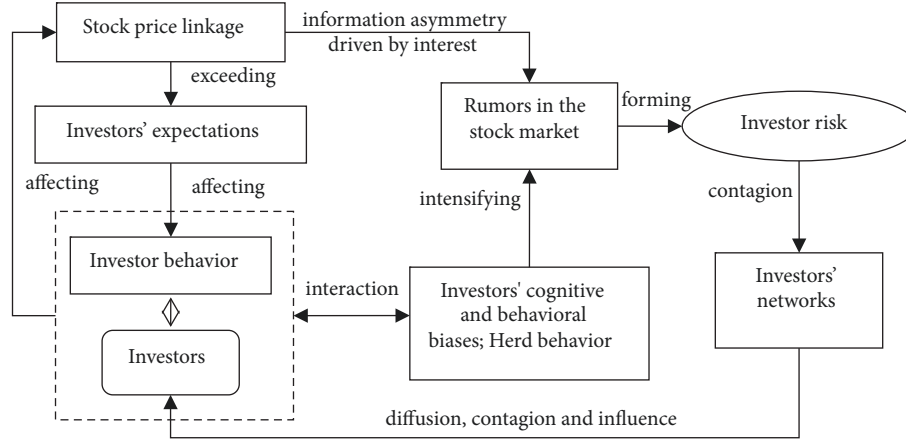 Stock price linkage
information asymmetry
driven by interest
exceeding
Investors’ expectations
Rumors in the
stock market
forming
Investor risk
affecting
affecting
intensifying
contagion
Investor behavior
interaction
Investors' cognitive
and behavioral
biases; Herd behavior
Investors’
networks
Investors
diffusion, contagion and influence